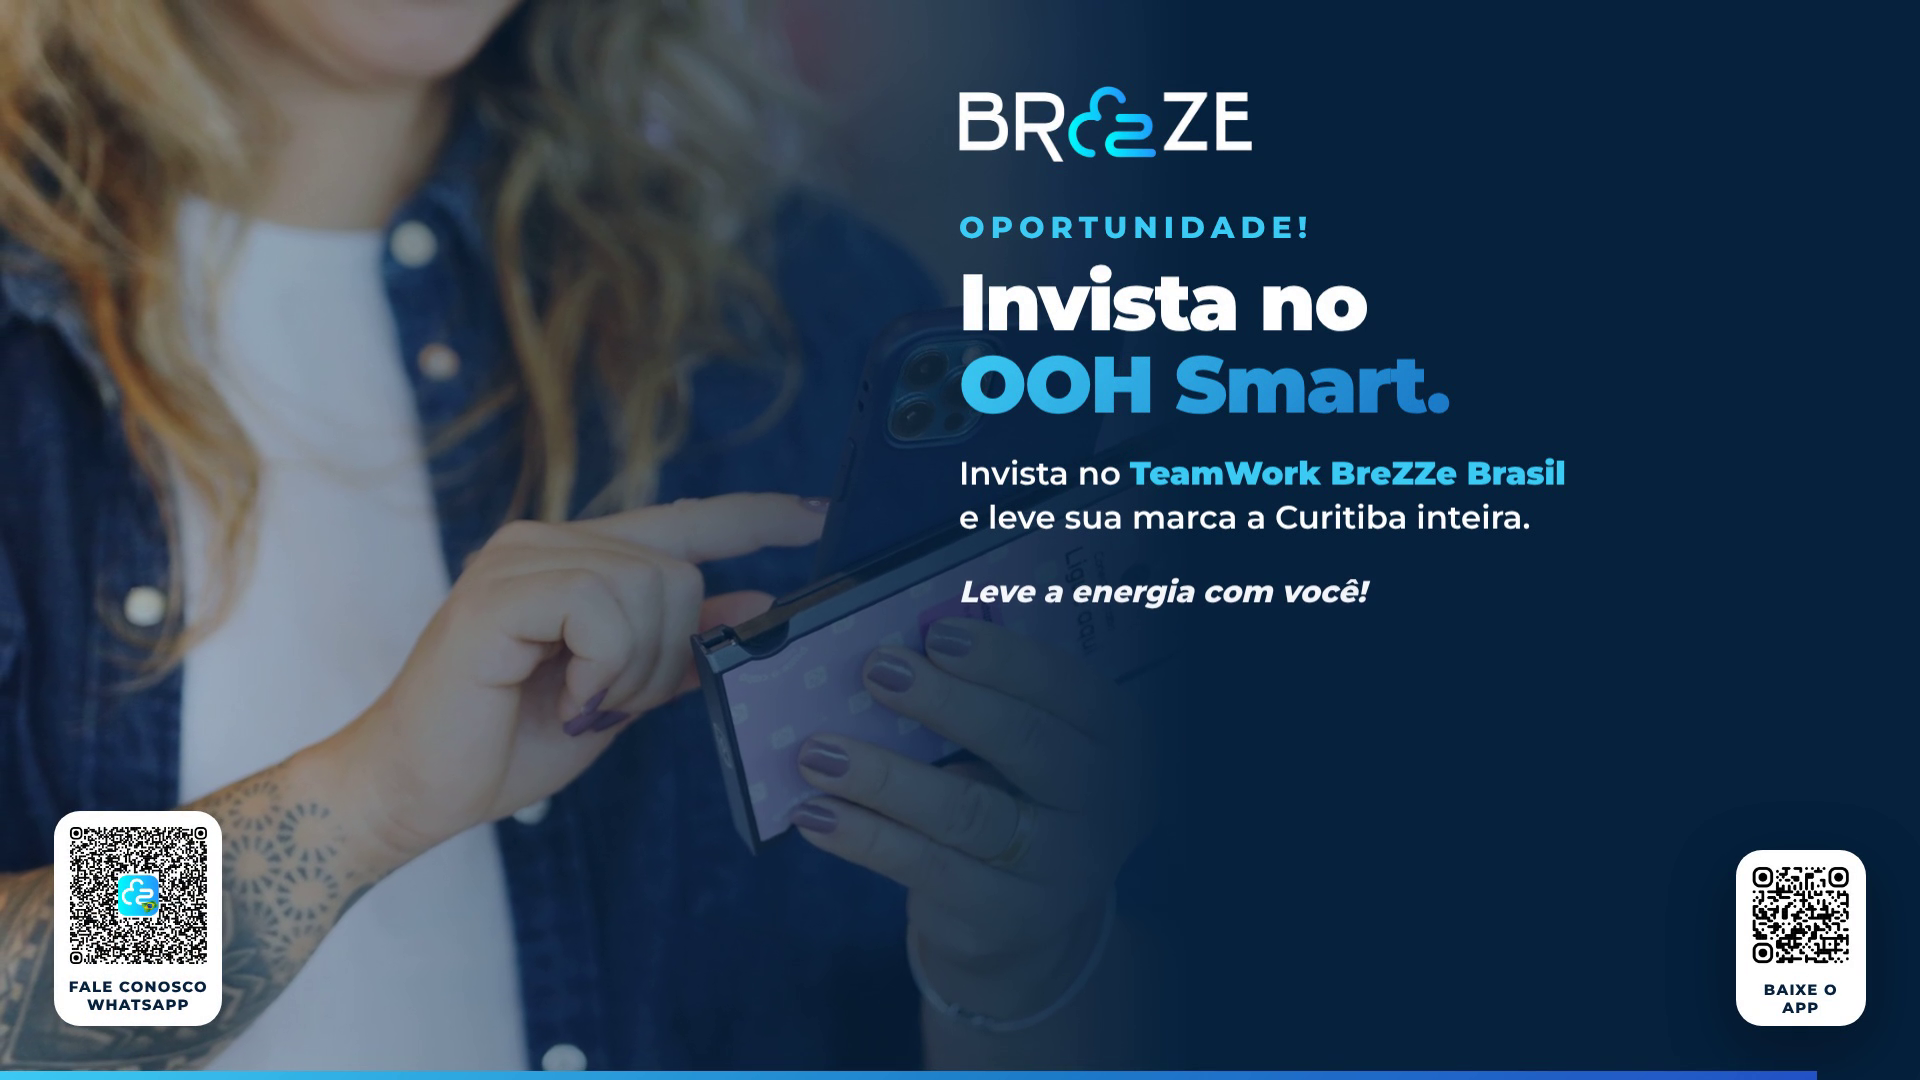 BREZZE
OPORTUNIDADE!
Invista no
OOH Smart.
Invista no TeamWork BreZZe Brasil
e leve sua marca a Curitiba inteira.
Leve a energia com você!
FALE CONOSCO
WHATSAPP
BAIXE O
APP